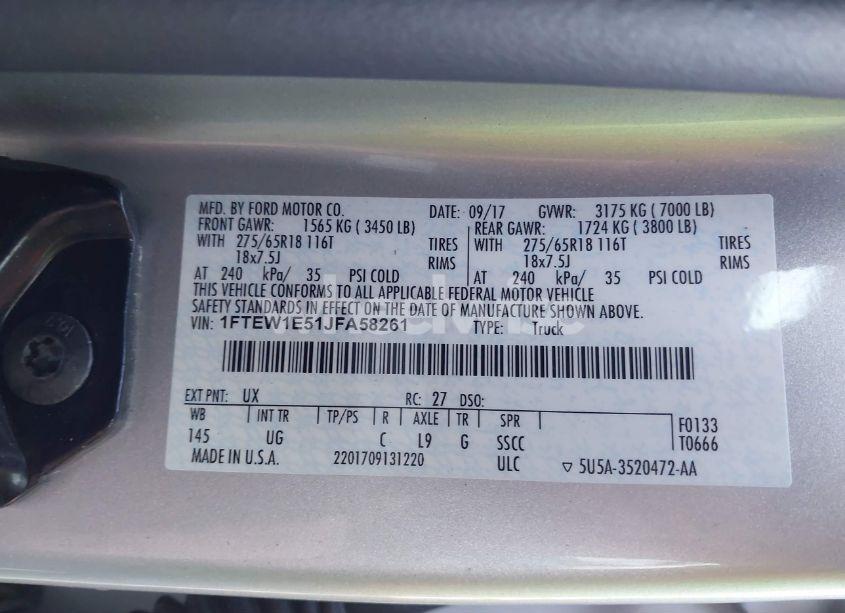 MFD. BY FORD MOTOR CO. DATE: 09/17 GVWR: 3175 KG ( 7000 LB)
FRONT GAWR: 1565 KG ( 3450 LB) REAR GAWR: 1724 KG ( 3800 LB)
WITH 275/65R18 116T TIRES WITH 275/65R18 116T TIRES
18x7.5J RIMS 18x7.5J RIMS
AT 240 kPa/ 35 PSI COLD AT 240 kPa/ 35 PSI COLD
THIS VEHICLE CONFORMS TO ALL APPLICABLE FEDERAL MOTOR VEHICLE
SAFETY STANDARDS IN EFFECT ON THE DATE OF MANUFACTURE SHOWN ABOVE.
VIN: 1FTEW1E51JFA58261 TYPE: Truck
EXT PNT: UX RC: 27 DSO:
WB INT TR TP/PS R AXLE TR SPR F0133
145 UG C L9 G SSCC T0666
MADE IN U.S.A. 2201709131220 ULC ▽ 5U5A-3520472-AA